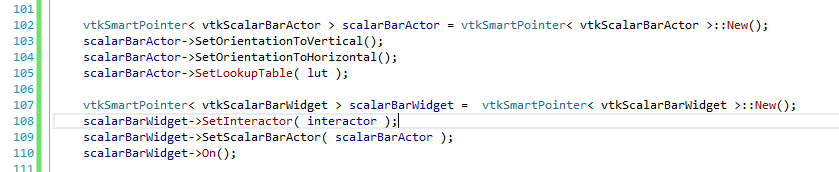 101
102 vtkSmartPointer< vtkScalarBarActor > scalarBarActor = vtkSmartPointer< vtkScalarBarActor >::New();
103 scalarBarActor->SetOrientationToVertical();
104 scalarBarActor->SetOrientationToHorizontal();
105 scalarBarActor->SetLookupTable( lut );
106
107 vtkSmartPointer< vtkScalarBarWidget > scalarBarWidget =  vtkSmartPointer< vtkScalarBarWidget >::New();
108 scalarBarWidget->SetInteractor( interactor );
109 scalarBarWidget->SetScalarBarActor( scalarBarActor );
110 scalarBarWidget->On();
111